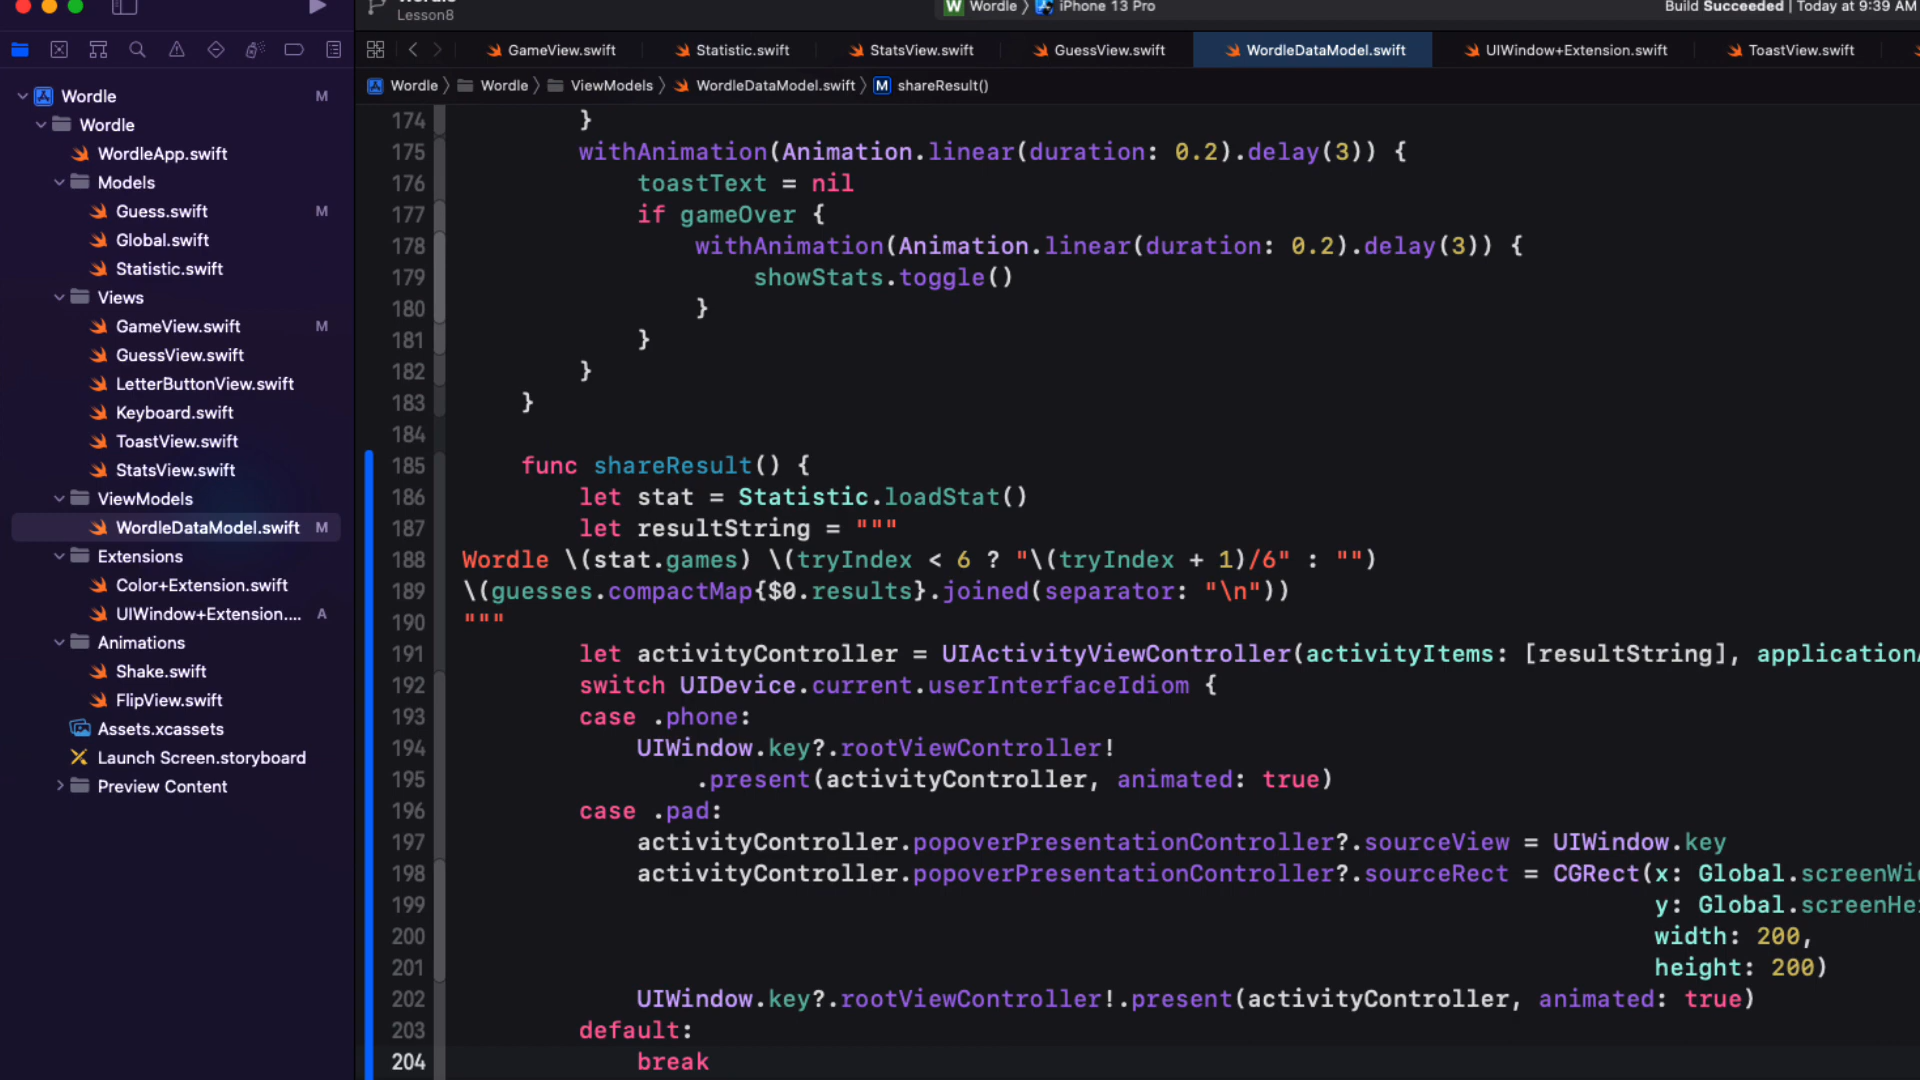 Lesson8
Wordle
iPhone 13 Pro
Build Succeeded | Today at 9:39 AM
GameView.swift
Statistic.swift
StatsView.swift
GuessView.swift
WordleDataModel.swift
UIWindow+Extension.swift
ToastView.swift
Wordle
Wordle
ViewModels
WordleDataModel.swift
M
shareResult()
Wordle M
Wordle
WordleApp.swift
Models
Guess.swift M
Global.swift
Statistic.swift
Views
GameView.swift M
GuessView.swift
LetterButtonView.swift
Keyboard.swift
ToastView.swift
StatsView.swift
ViewModels
WordleDataModel.swift M
Extensions
Color+Extension.swift
UIWindow+Extension.... A
Animations
Shake.swift
FlipView.swift
Assets.xcassets
Launch Screen.storyboard
Preview Content
174 }
175 withAnimation(Animation.linear(duration: 0.2).delay(3)) {
176 toastText = nil
177 if gameOver {
178 withAnimation(Animation.linear(duration: 0.2).delay(3)) {
179 showStats.toggle()
180 }
181 }
182 }
183 }
184
185 func shareResult() {
186 let stat = Statistic.loadStat()
187 let resultString = """
188 Wordle \(stat.games) \(tryIndex < 6 ? "\(tryIndex + 1)/6" : "")
189 \(guesses.compactMap{$0.results}.joined(separator: "\n"))
190 """
191 let activityController = UIActivityViewController(activityItems: [resultString], application
192 switch UIDevice.current.userInterfaceIdiom {
193 case .phone:
194 UIWindow.key?.rootViewController!
195 .present(activityController, animated: true)
196 case .pad:
197 activityController.popoverPresentationController?.sourceView = UIWindow.key
198 activityController.popoverPresentationController?.sourceRect = CGRect(x: Global.screenWi
199 y: Global.screenHe
200 width: 200,
201 height: 200)
202 UIWindow.key?.rootViewController!.present(activityController, animated: true)
203 default:
204 break